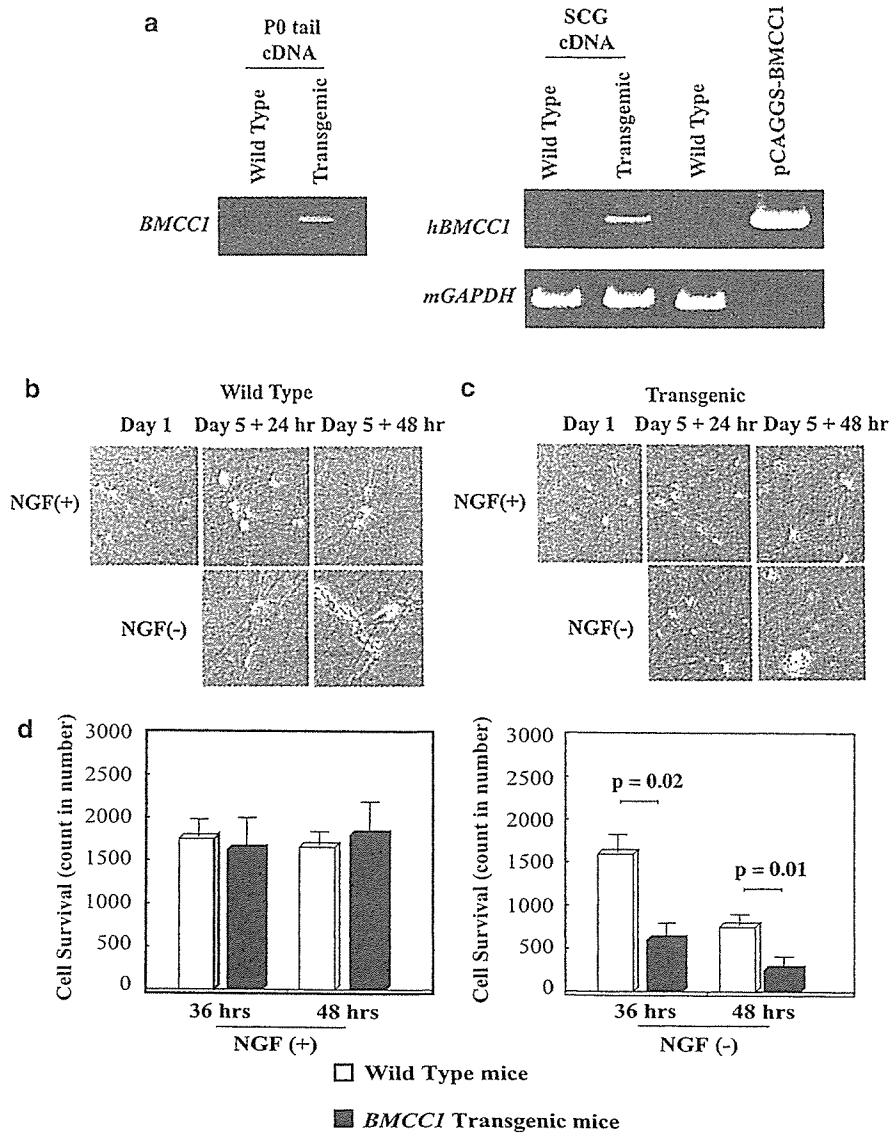 a
P0 tail
cDNA
Wild Type
Transgemic
BMCC1
SCG
cDNA
Wild Type
Transgemic
Wild Type
pCAGGS-BMCC1
hBMCC1
mGAPDH
b
Wild Type
Day 1 Day 5 + 24 hr Day 5 + 48 hr
NGF(+)
NGF(-)
c
Transgenic
Day 1 Day 5 + 24 hr Day 5 + 48 hr
NGF(+)
NGF(-)
d
Cell Survival (count in number)
3000
2500
2000
1500
1000
500
0
36 hrs 48 hrs
NGF (+)
Cell Survival (count in number)
3000
2500
2000
1500
1000
500
0
p = 0.02
p = 0.01
36 hrs 48 hrs
NGF (-)
Wild Type mice
BMCC1 Transgenic mice